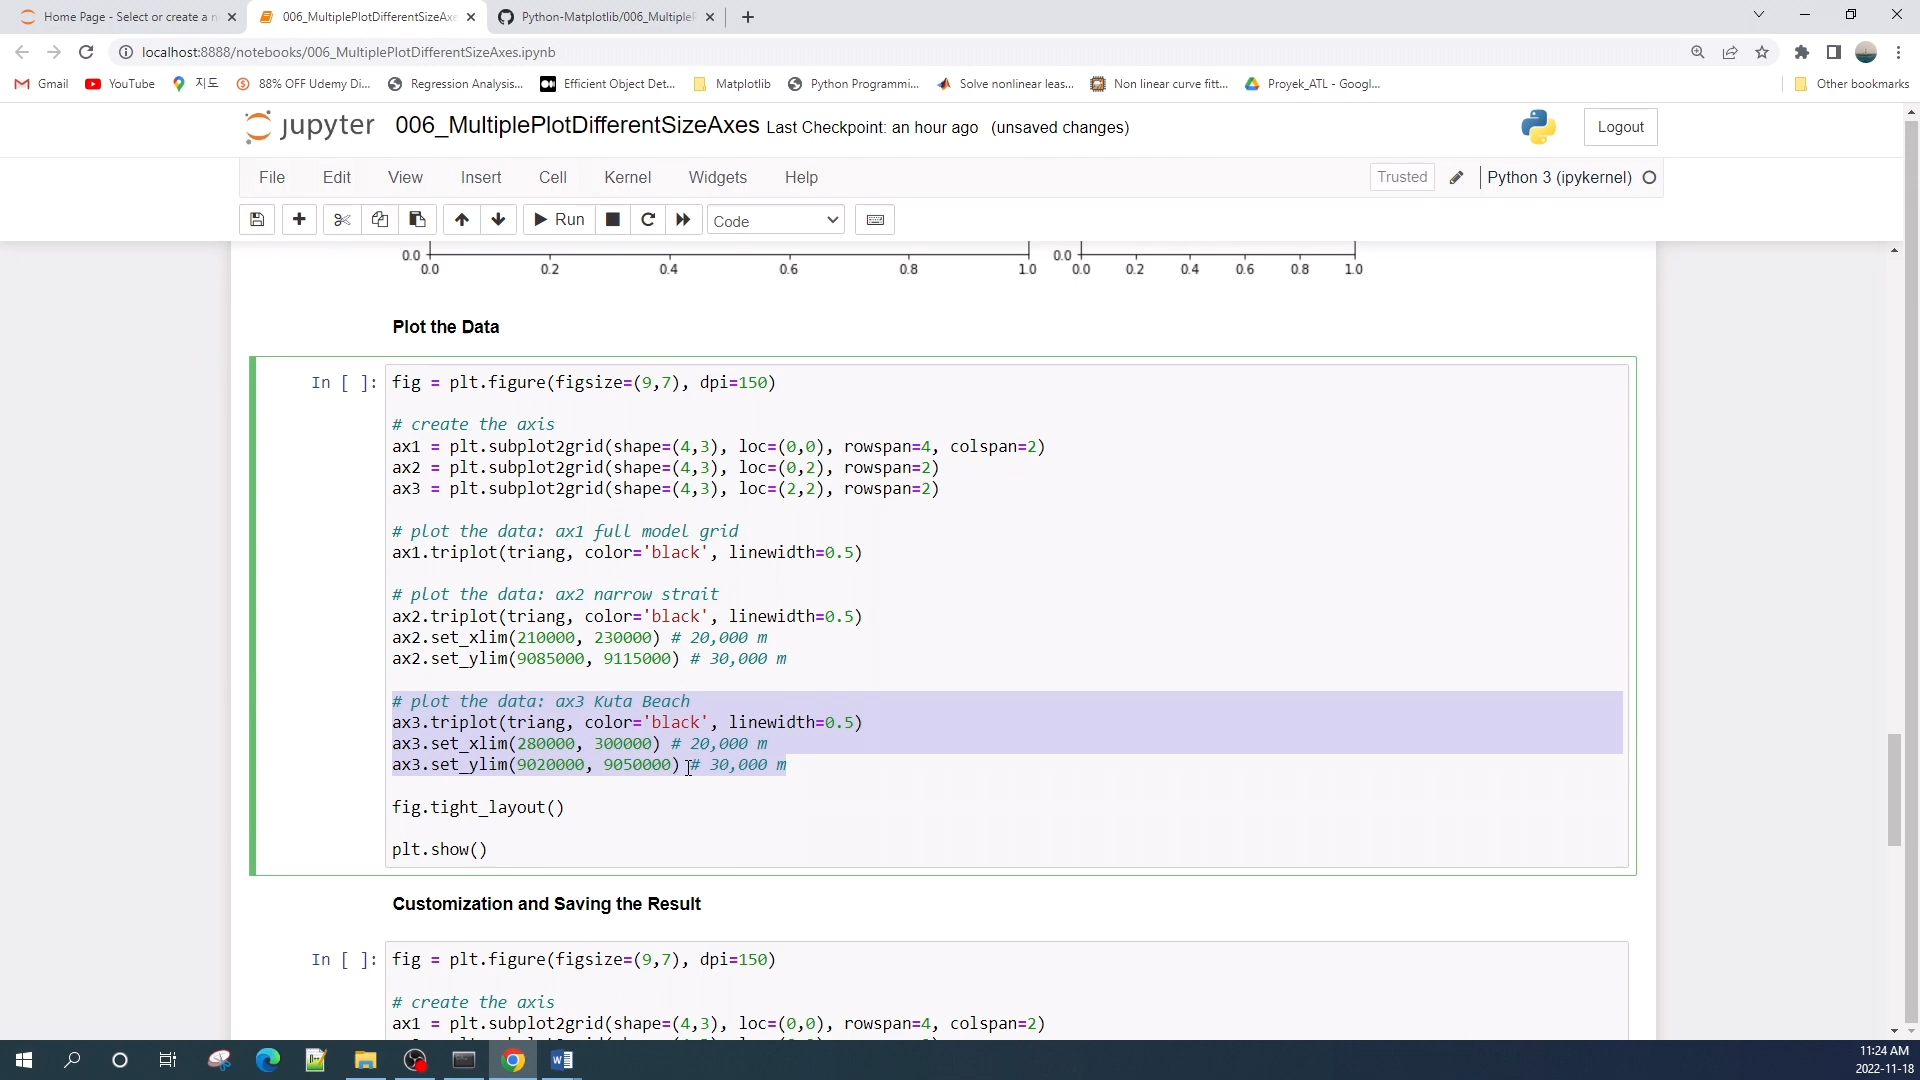 Home Page - Select or create a n
006_MultiplePlotDifferentSizeAxe
Python-Matplotlib/006_MultipleP
localhost:8888/notebooks/006_MultiplePlotDifferentSizeAxes.ipynb
Gmail
YouTube
지도
88% OFF Udemy Di...
Regression Analysis...
Efficient Object Det...
Matplotlib
Python Programmi...
Solve nonlinear leas...
Non linear curve fitt...
Proyek_ATL - Googl...
Other bookmarks
jupyter
006_MultiplePlotDifferentSizeAxes Last Checkpoint: an hour ago (unsaved changes)
Logout
File Edit View Insert Cell Kernel Widgets Help
Trusted
Python 3 (ipykernel)
Run
Code
0.0 0.0
0.0 0.2 0.4 0.6 0.8 1.0 0.0 0.2 0.4 0.6 0.8 1.0
Plot the Data
In [ ]: fig = plt.figure(figsize=(9,7), dpi=150)
# create the axis
ax1 = plt.subplot2grid(shape=(4,3), loc=(0,0), rowspan=4, colspan=2)
ax2 = plt.subplot2grid(shape=(4,3), loc=(0,2), rowspan=2)
ax3 = plt.subplot2grid(shape=(4,3), loc=(2,2), rowspan=2)
# plot the data: ax1 full model grid
ax1.triplot(triang, color='black', linewidth=0.5)
# plot the data: ax2 narrow strait
ax2.triplot(triang, color='black', linewidth=0.5)
ax2.set_xlim(210000, 230000) # 20,000 m
ax2.set_ylim(9085000, 9115000) # 30,000 m
# plot the data: ax3 Kuta Beach
ax3.triplot(triang, color='black', linewidth=0.5)
ax3.set_xlim(280000, 300000) # 20,000 m
ax3.set_ylim(9020000, 9050000) # 30,000 m
fig.tight_layout()
plt.show()
Customization and Saving the Result
In [ ]: fig = plt.figure(figsize=(9,7), dpi=150)
# create the axis
ax1 = plt.subplot2grid(shape=(4,3), loc=(0,0), rowspan=4, colspan=2)
11:24 AM
2022-11-18